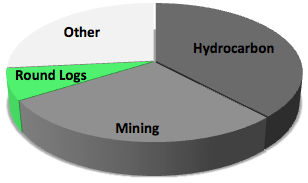 Other
Hydrocarbon
Round Logs
Mining